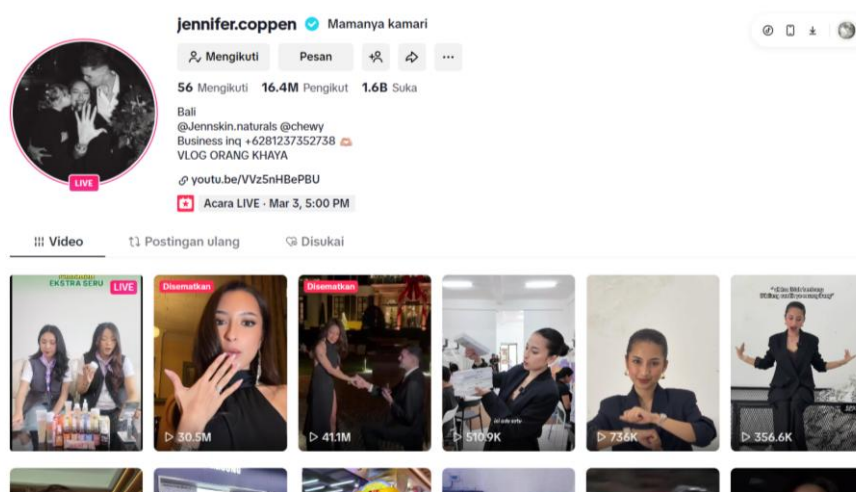 jennifer.coppen Mamanya kamari
Mengikuti Pesan ...
56 Mengikuti 16.4M Pengikut 1.6B Suka
Bali
@Jennskin.naturals @chewy
Business inq +6281237352738 🫶🏼
VLOG ORANG KHAYA
youtu.be/VVz5nHBePBU
Acara LIVE · Mar 3, 5:00 PM
LIVE
Video Postingan ulang Disukai
EKSTRA SERU
LIVE
Disematkan
30.5M
Disematkan
41.1M
510.9K
736K
356.6K